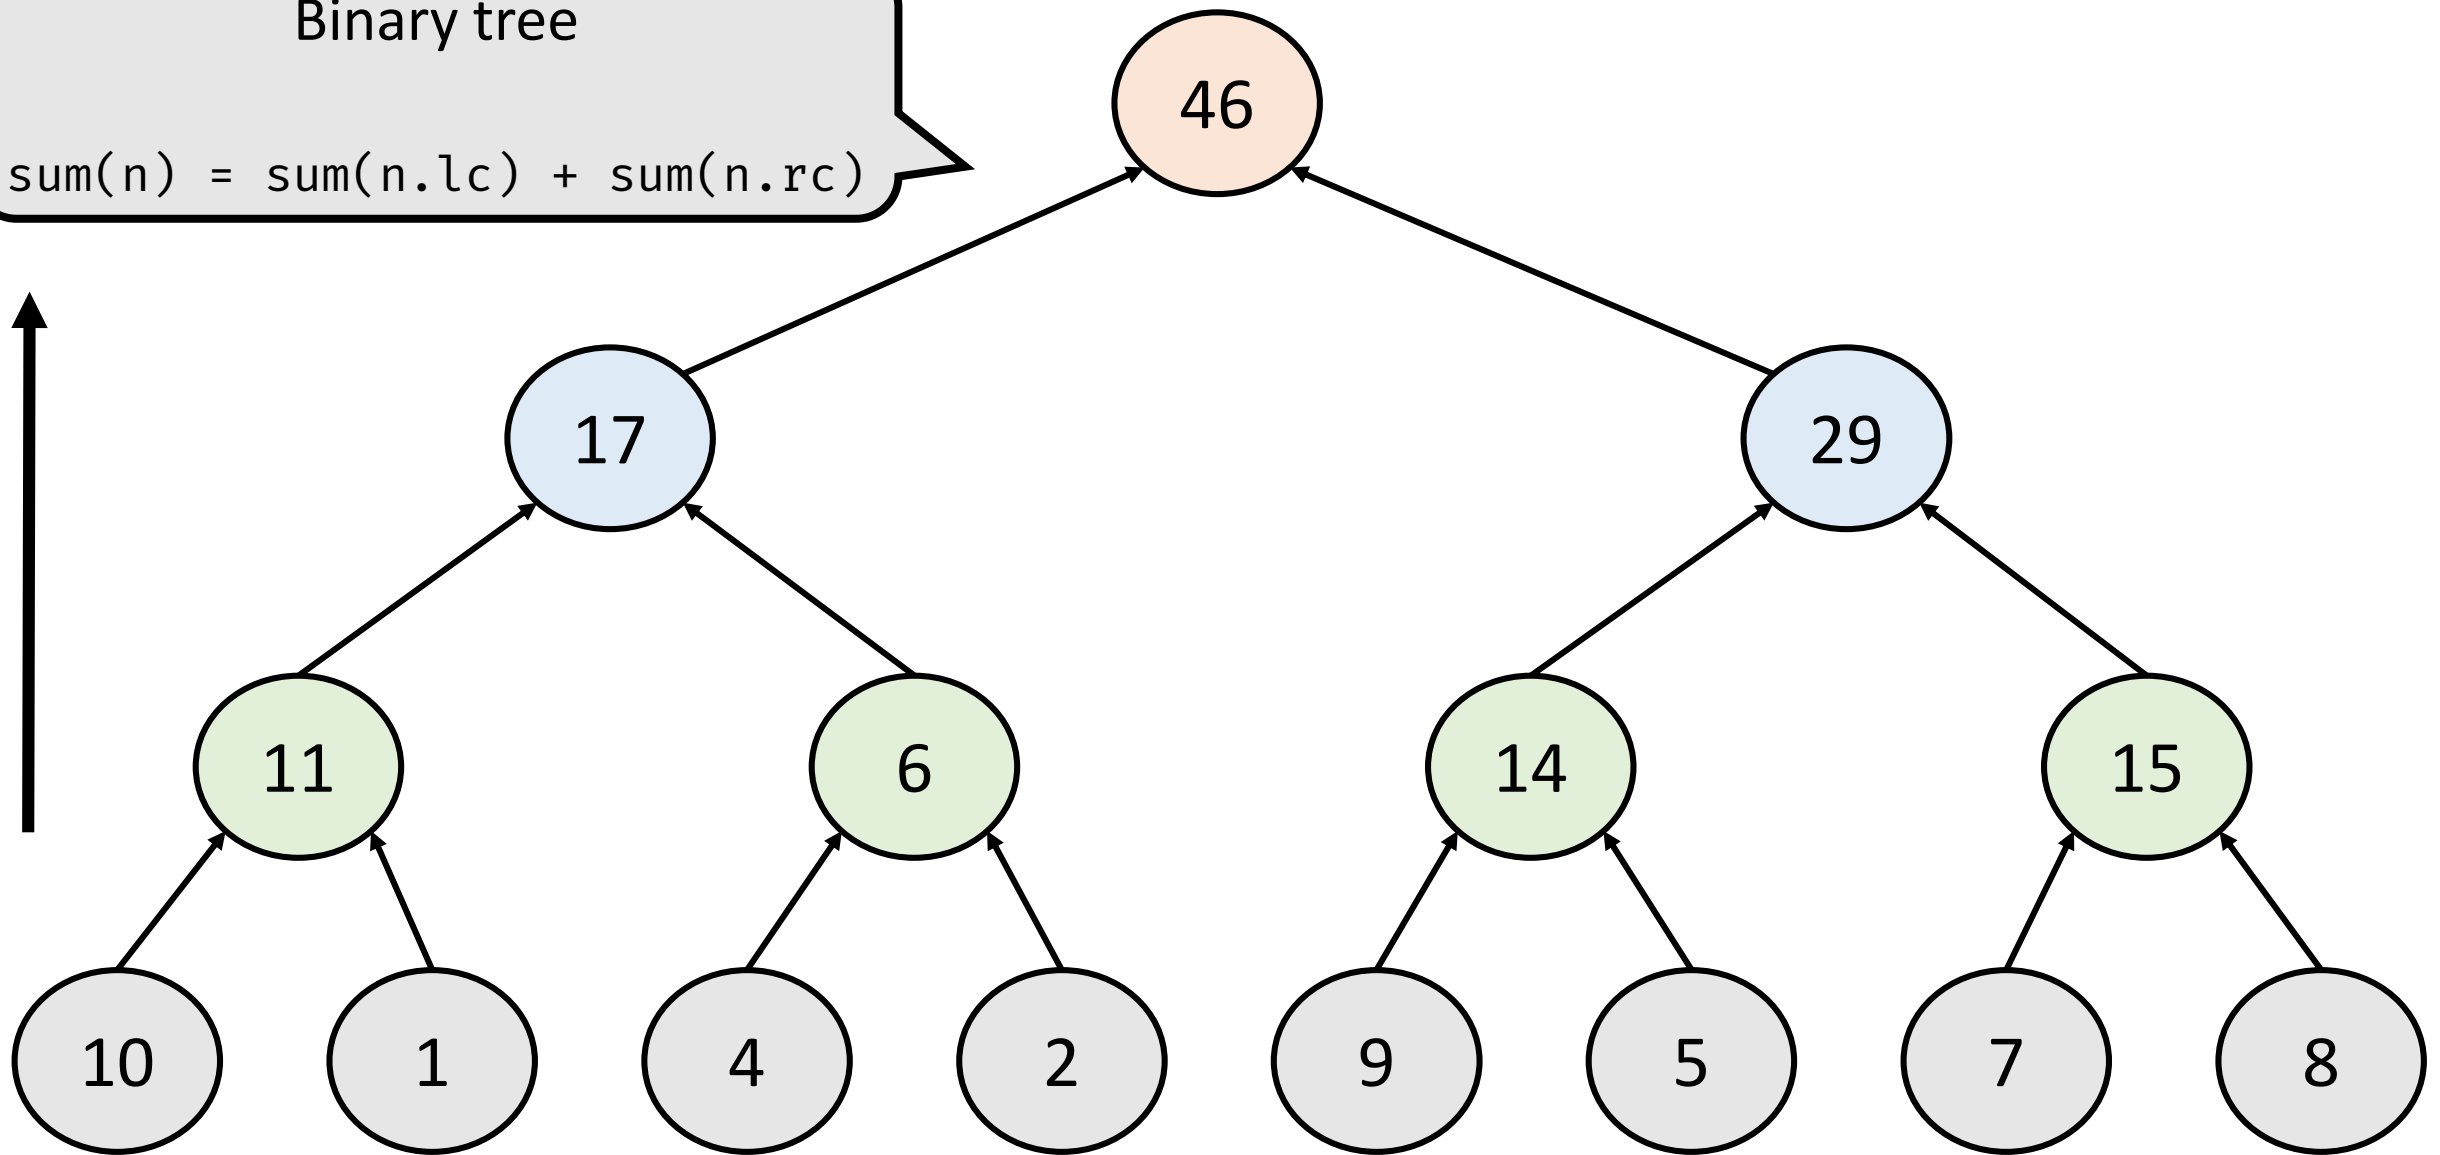 Binary tree
sum(n) = sum(n.lc) + sum(n.rc)
46
17 29
11 6 14 15
10 1 4 2 9 5 7 8